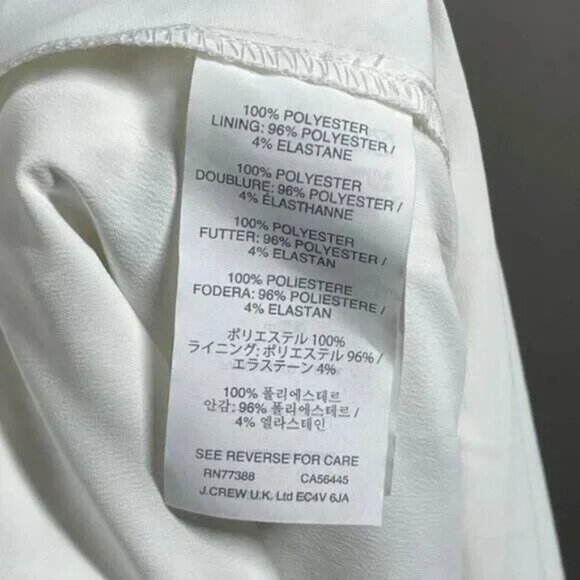 100% POLYESTER
LINING: 96% POLYESTER /
4% ELASTANE
100% POLYESTER
DOUBLURE: 96% POLYESTER /
4% ÉLASTHANNE
100% POLYESTER
FUTTER: 96% POLYESTER /
4% ELASTAN
100% POLIESTERE
FODERA: 96% POLIESTERE /
4% ELASTAN
ポリエステル 100%
ライニング: ポリエステル 96% /
エラステーン 4%
100% 폴리에스테르
안감: 96% 폴리에스테르 /
4% 엘라스테인
SEE REVERSE FOR CARE
RN77388 CA56445
J.CREW U.K. Ltd EC4V 6JA